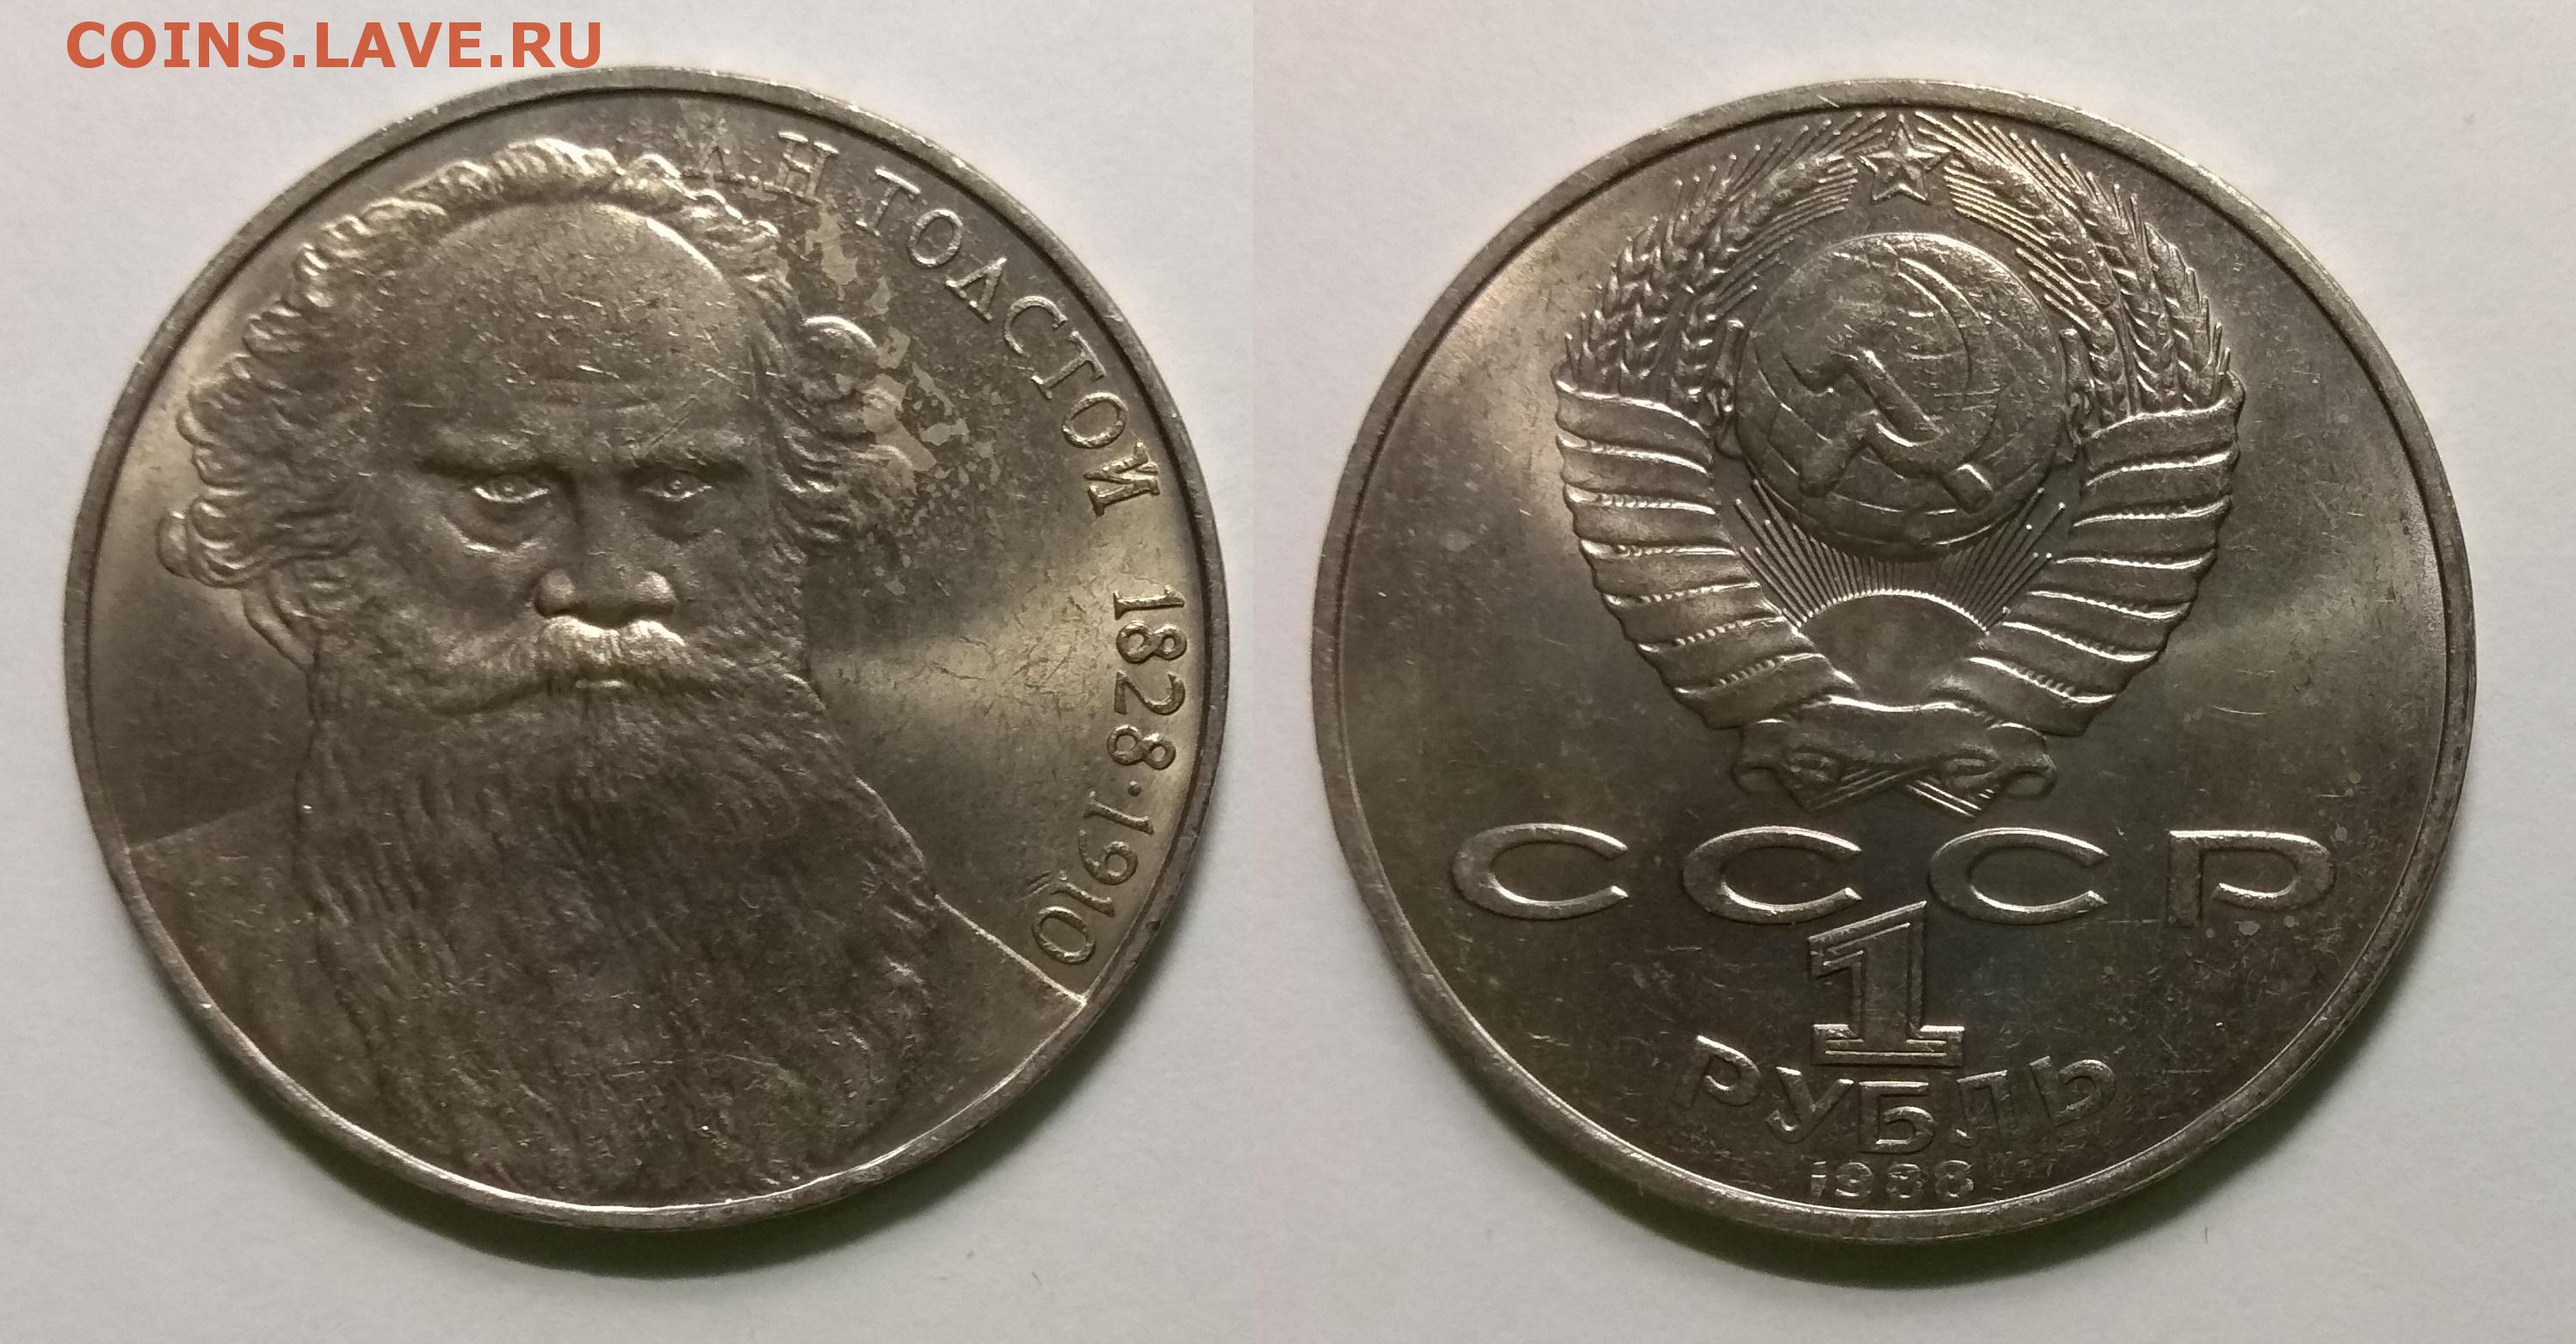 COINS.LAVE.RU
Л·Н ТОЛСТОЙ 1828·1910
СССР
1
РУБЛЬ
1988